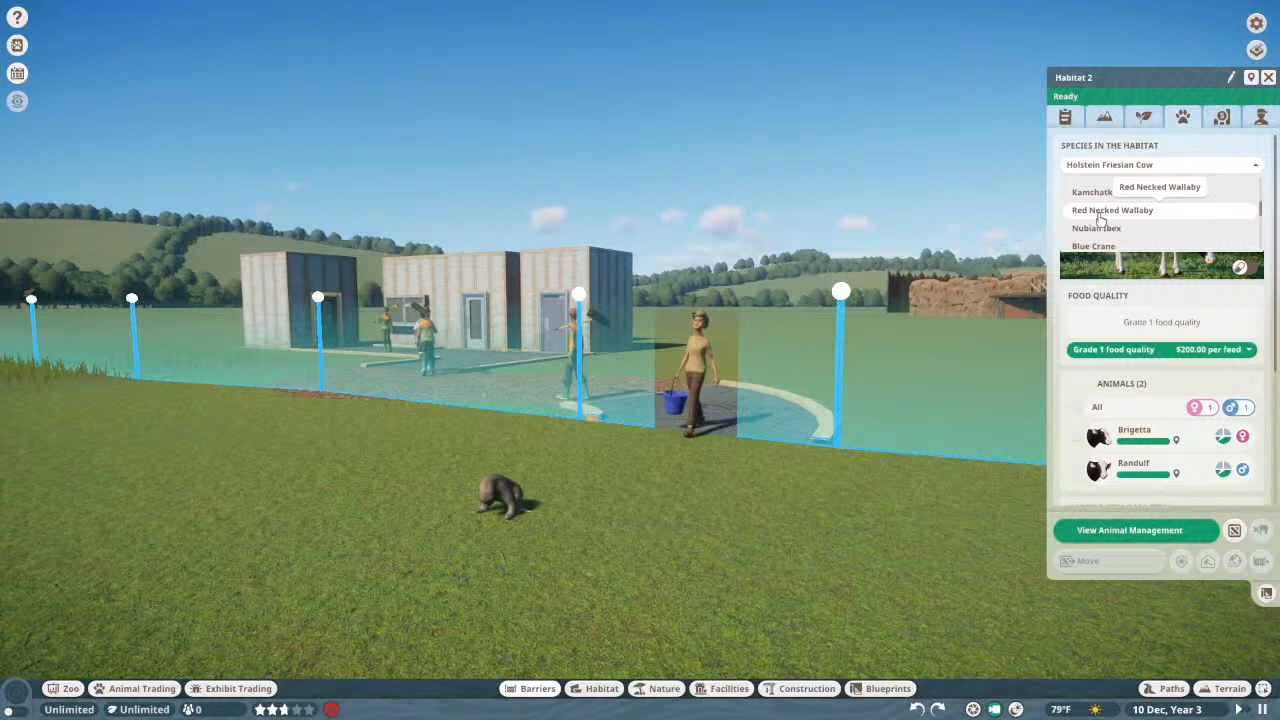 Habitat 2
Ready
SPECIES IN THE HABITAT
Holstein Friesian Cow
Kamchatk
Red Necked Wallaby
Red Necked Wallaby
Nubian Ibex
Blue Crane
FOOD QUALITY
Grade 1 food quality
Grade 1 food quality $200.00 per feed
ANIMALS (2)
All 1 1
Brigetta
Randulf
View Animal Management
Move
Zoo Animal Trading Exhibit Trading Barriers Habitat Nature Facilities Construction Blueprints Paths Terrain
Unlimited Unlimited 0 79°F 10 Dec, Year 3